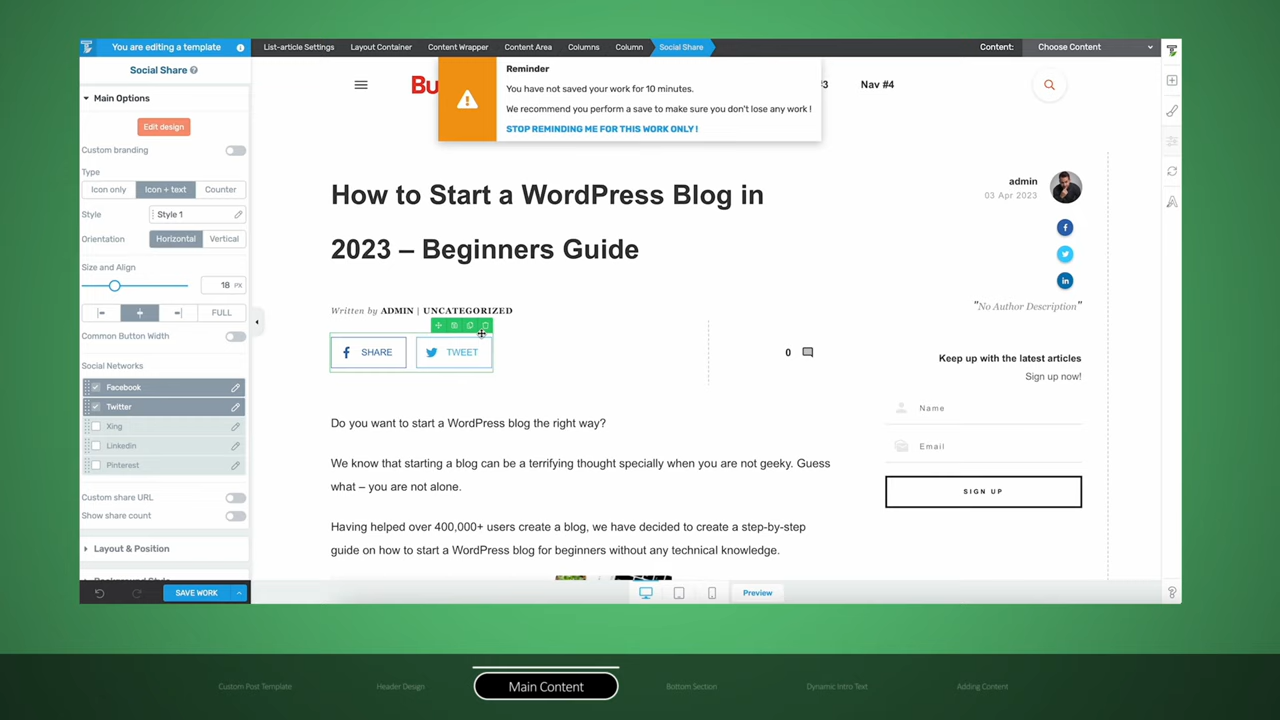 You are editing a template
List-article Settings
Layout Container
Content Wrapper
Content Area
Columns
Column
Social Share
Content:
Choose Content
Social Share
Main Options
Edit design
Custom branding
Type
Icon only
Icon + text
Counter
Style
Style 1
Orientation
Horizontal
Vertical
Size and Align
18 PX
FULL
Common Button Width
Social Networks
Facebook
Twitter
Xing
Linkedin
Pinterest
Custom share URL
Show share count
Layout & Position
SAVE WORK
Bu
Reminder
You have not saved your work for 10 minutes.
We recommend you perform a save to make sure you don't lose any work !
STOP REMINDING ME FOR THIS WORK ONLY !
Nav #4
How to Start a WordPress Blog in
2023 – Beginners Guide
Written by ADMIN | UNCATEGORIZED
SHARE
TWEET
0
Do you want to start a WordPress blog the right way?
We know that starting a blog can be a terrifying thought specially when you are not geeky. Guess
what – you are not alone.
Having helped over 400,000+ users create a blog, we have decided to create a step-by-step
guide on how to start a WordPress blog for beginners without any technical knowledge.
admin
03 Apr 2023
"No Author Description"
Keep up with the latest articles
Sign up now!
Name
Email
SIGN UP
Preview
Custom Post Template
Header Design
Main Content
Bottom Section
Dynamic Intro Text
Adding Content